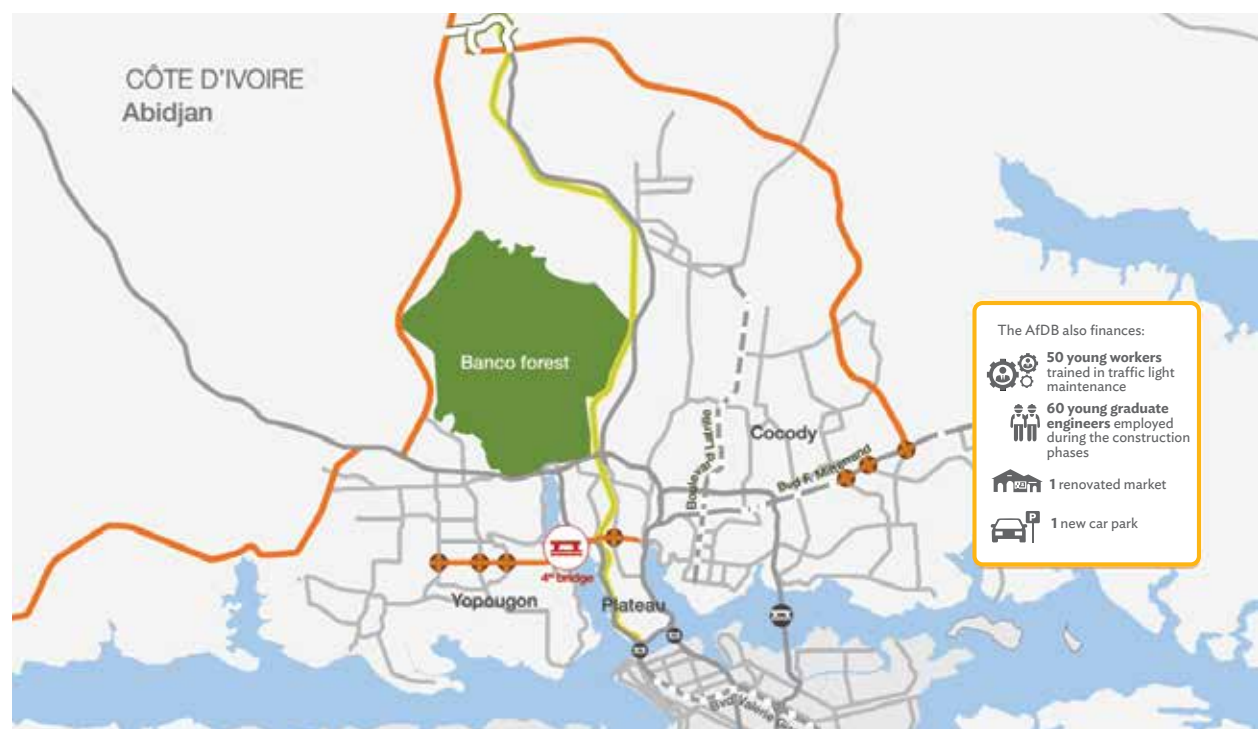 CÔTE D'IVOIRE
Abidjan
Banco forest
Boulevard Latrille
Cocody
Bvd F. Mitterrand
4th bridge
Yopougon
Plateau
Bvd Valerie
The AfDB also finances:
50 young workers
trained in traffic light
maintenance
60 young graduate
engineers employed
during the construction
phases
1 renovated market
P
1 new car park